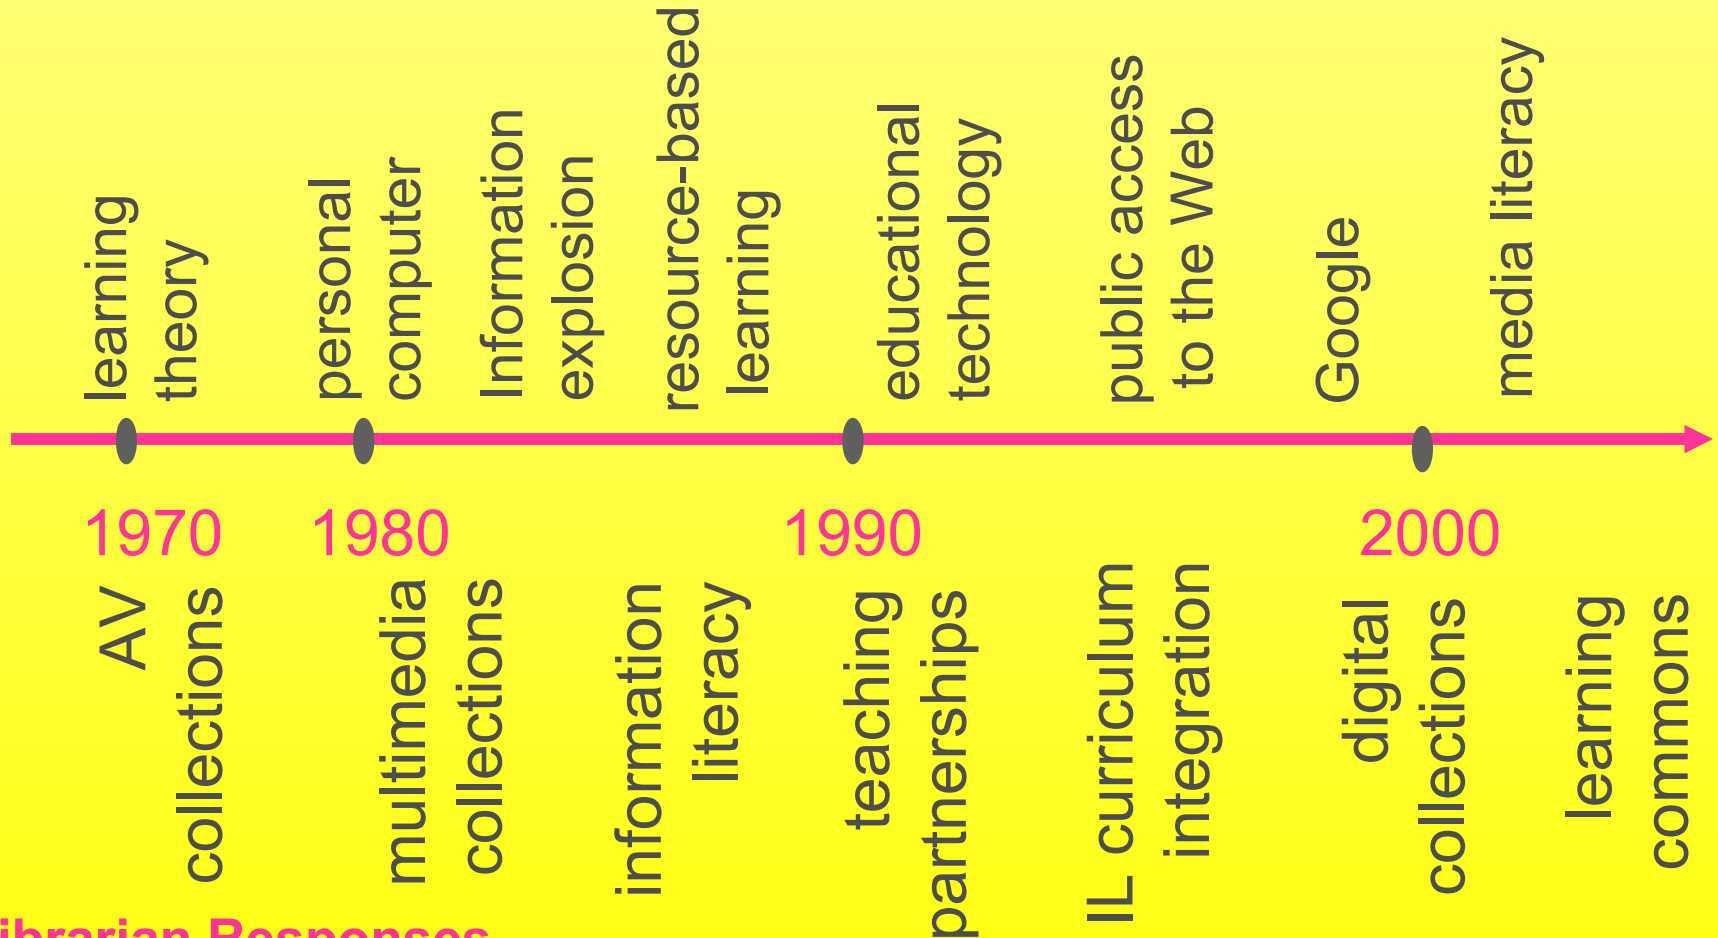 learning
theory
personal
computer
Information
explosion
resource-based
learning
educational
technology
public access
to the Web
Google
media literacy
1970
1980
1990
2000
AV
collections
multimedia
collections
information
literacy
teaching
partnerships
IL curriculum
integration
digital
collections
learning
commons
ibrarian Responses